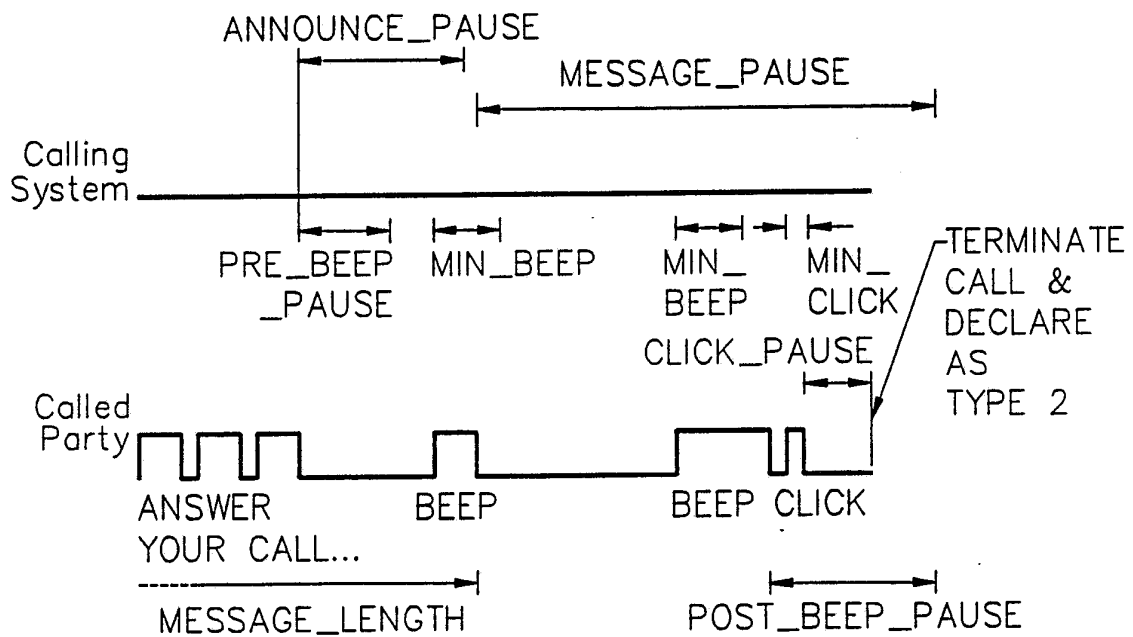 ANNOUNCE_PAUSE
MESSAGE_PAUSE
Calling
System
PRE_BEEP
_PAUSE
MIN_BEEP
MIN_
BEEP
MIN_
CLICK
TERMINATE
CALL &
DECLARE
AS
TYPE 2
CLICK_PAUSE
Called
Party
ANSWER
YOUR CALL...
BEEP
BEEP
CLICK
MESSAGE_LENGTH
POST_BEEP_PAUSE